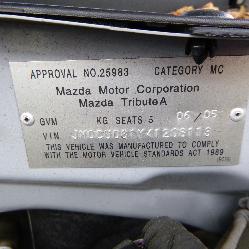 APPROVAL NO.25983 CATEGORY MC
Mazda Motor Corporation
Mazda TributeA
GVM KG SEATS 5 06/05
VIN
THIS VEHICLE WAS MANUFACTURED TO COMPLY
WITH THE MOTOR VEHICLE STANDARDS ACT 1989